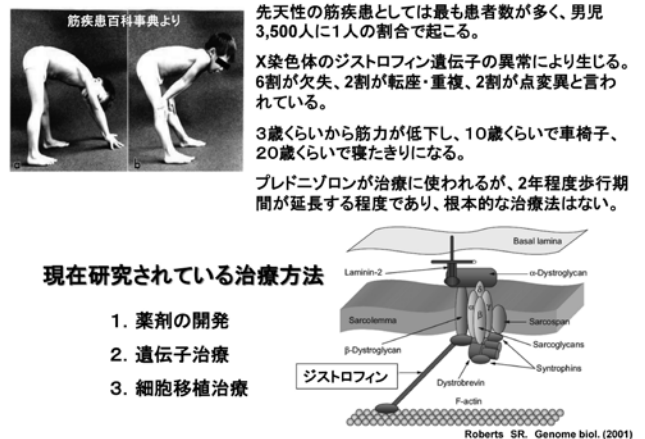 筋疾患百科事典より
a
b
先天性の筋疾患としては最も患者数が多く、男児
3,500人に1人の割合で起こる。
X染色体のジストロフィン遺伝子の異常により生じる。
6割が欠失、2割が転座・重複、2割が点変異と言わ
れている。
3歳くらいから筋力が低下し、10歳くらいで車椅子、
20歳くらいで寝たきりになる。
プレドニゾロンが治療に使われるが、2年程度歩行期
間が延長する程度であり、根本的な治療法はない。
現在研究されている治療方法
1. 薬剤の開発
2. 遺伝子治療
3. 細胞移植治療
Basal lamina
Laminin-2
α-Dystroglycan
δ
α
β
γ
Sarcolemma
Sarcospan
β-Dystroglycan
Sarcoglycans
Syntrophins
ジストロフィン
Dystrobrevin
F-actin
Roberts SR. Genome biol. (2001)